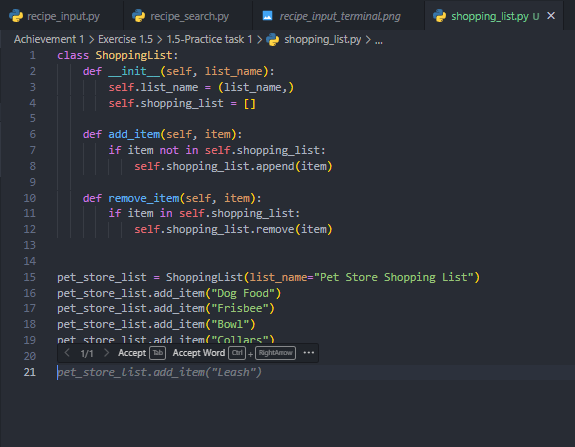 recipe_input.py recipe_search.py recipe_input_terminal.png shopping_list.py U
Achievement 1 > Exercise 1.5 > 1.5-Practice task 1 > shopping_list.py > ...
1 class ShoppingList:
2     def __init__(self, list_name):
3         self.list_name = (list_name,)
4         self.shopping_list = []
5
6     def add_item(self, item):
7         if item not in self.shopping_list:
8             self.shopping_list.append(item)
9
10     def remove_item(self, item):
11         if item in self.shopping_list:
12             self.shopping_list.remove(item)
13
14
15 pet_store_list = ShoppingList(list_name="Pet Store Shopping List")
16 pet_store_list.add_item("Dog Food")
17 pet_store_list.add_item("Frisbee")
18 pet_store_list.add_item("Bowl")
19 pet_store_list.add_item("Collars")
20 < 1/1 > Accept Tab Accept Word Ctrl + RightArrow ...
21 pet_store_list.add_item("Leash")